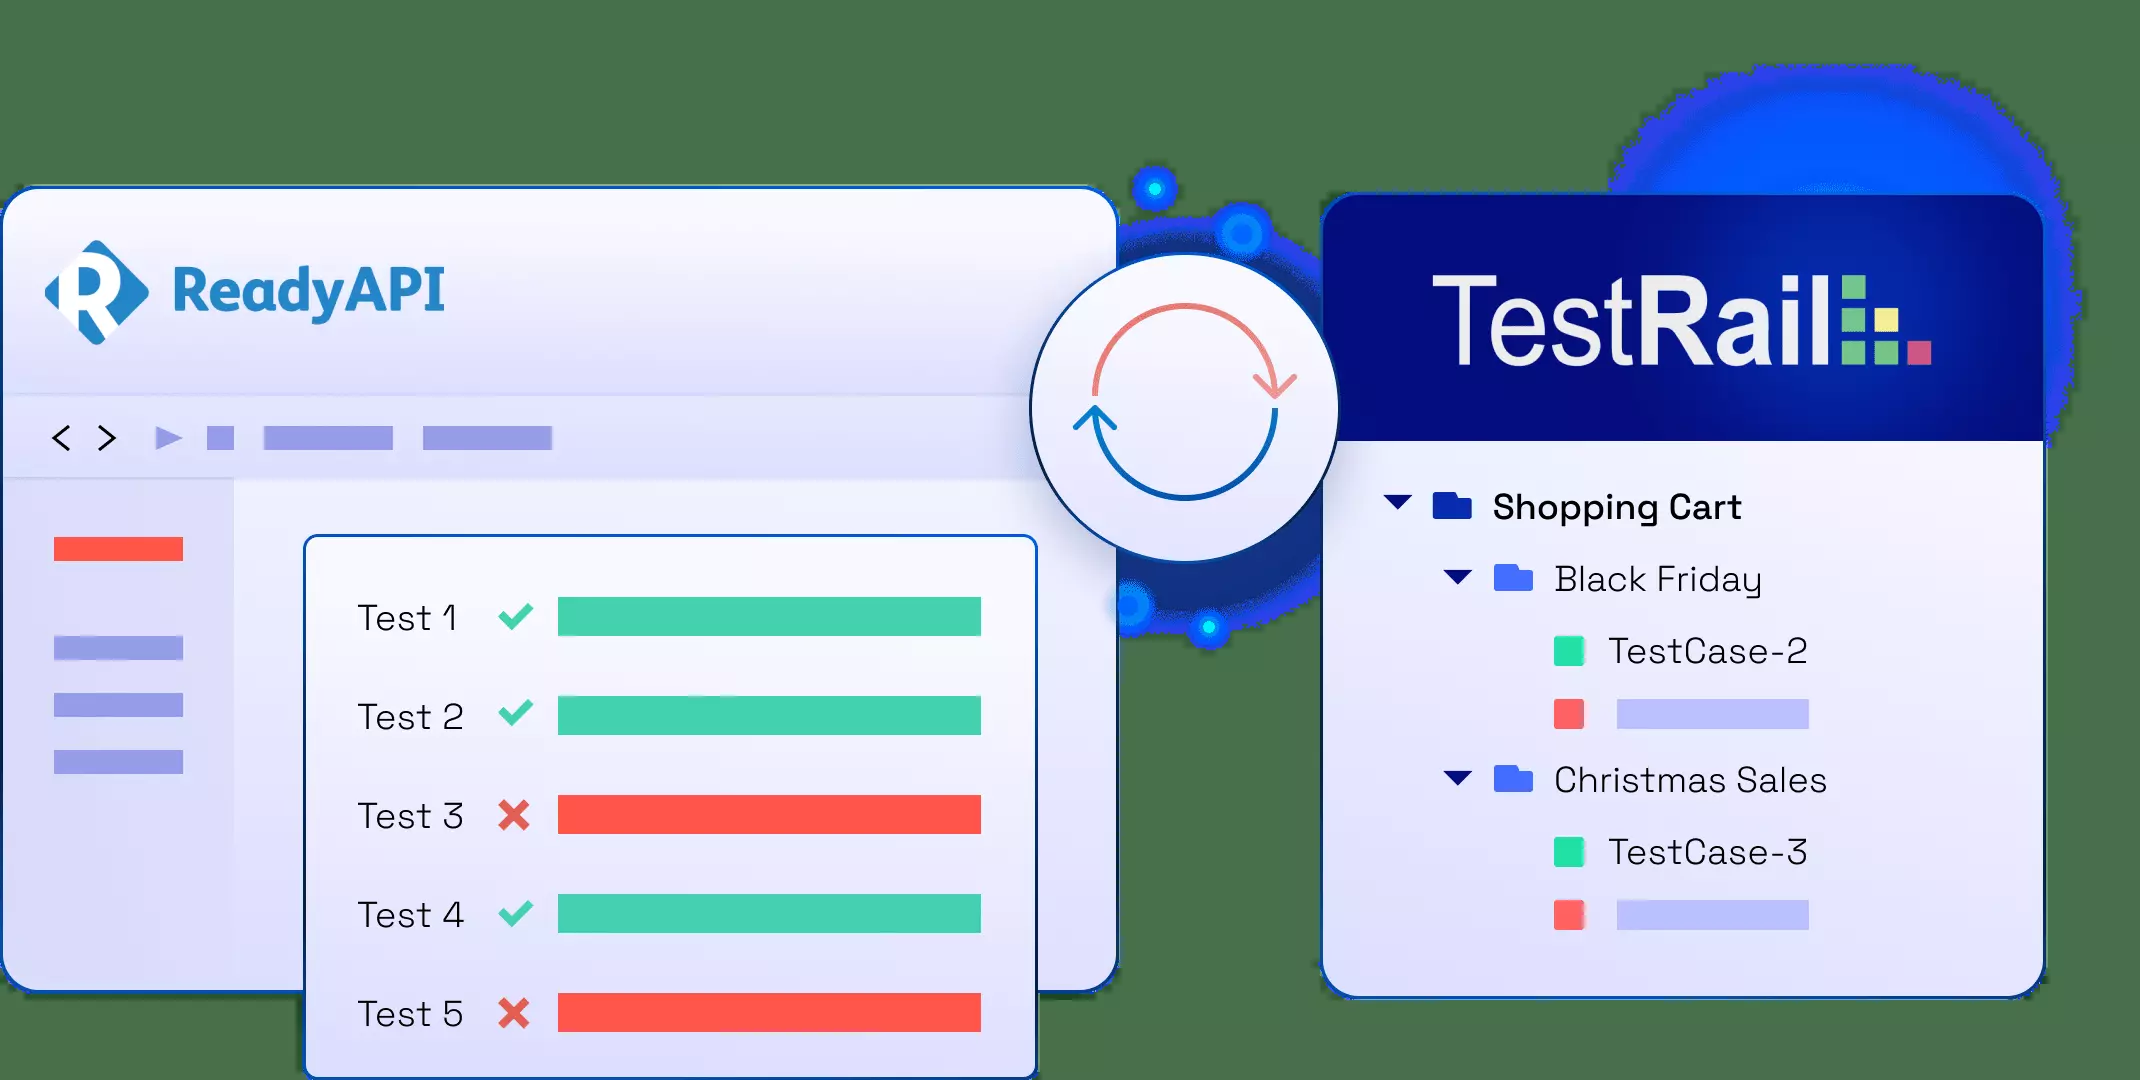 ReadyAPI
Test 1
Test 2
Test 3
Test 4
Test 5
TestRail
Shopping Cart
Black Friday
TestCase-2
Christmas Sales
TestCase-3